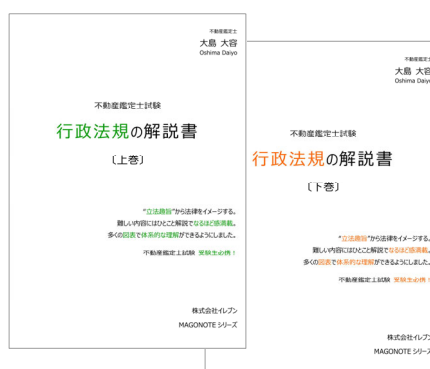 不動産鑑定士
大島 大容
Oshima Daiyo
不動産鑑定士試験
行政法規の解説書
〔上巻〕
"立法趣旨"から法律をイメージする。
難しい内容にはひとこと解説でなるほど感満載。
多くの図表で体系的な理解ができるようにしました。
不動産鑑定士試験 受験生必携！
株式会社イレブン
MAGONOTE シリーズ
不動産鑑定士
大島 大容
Oshima Daiyo
不動産鑑定士試験
行政法規の解説書
〔下巻〕
"立法趣旨"から法律をイメージする。
難しい内容にはひとこと解説でなるほど感満載。
多くの図表で体系的な理解ができるようにしました。
不動産鑑定士試験 受験生必携！
株式会社イレブン
MAGONOTE シリーズ